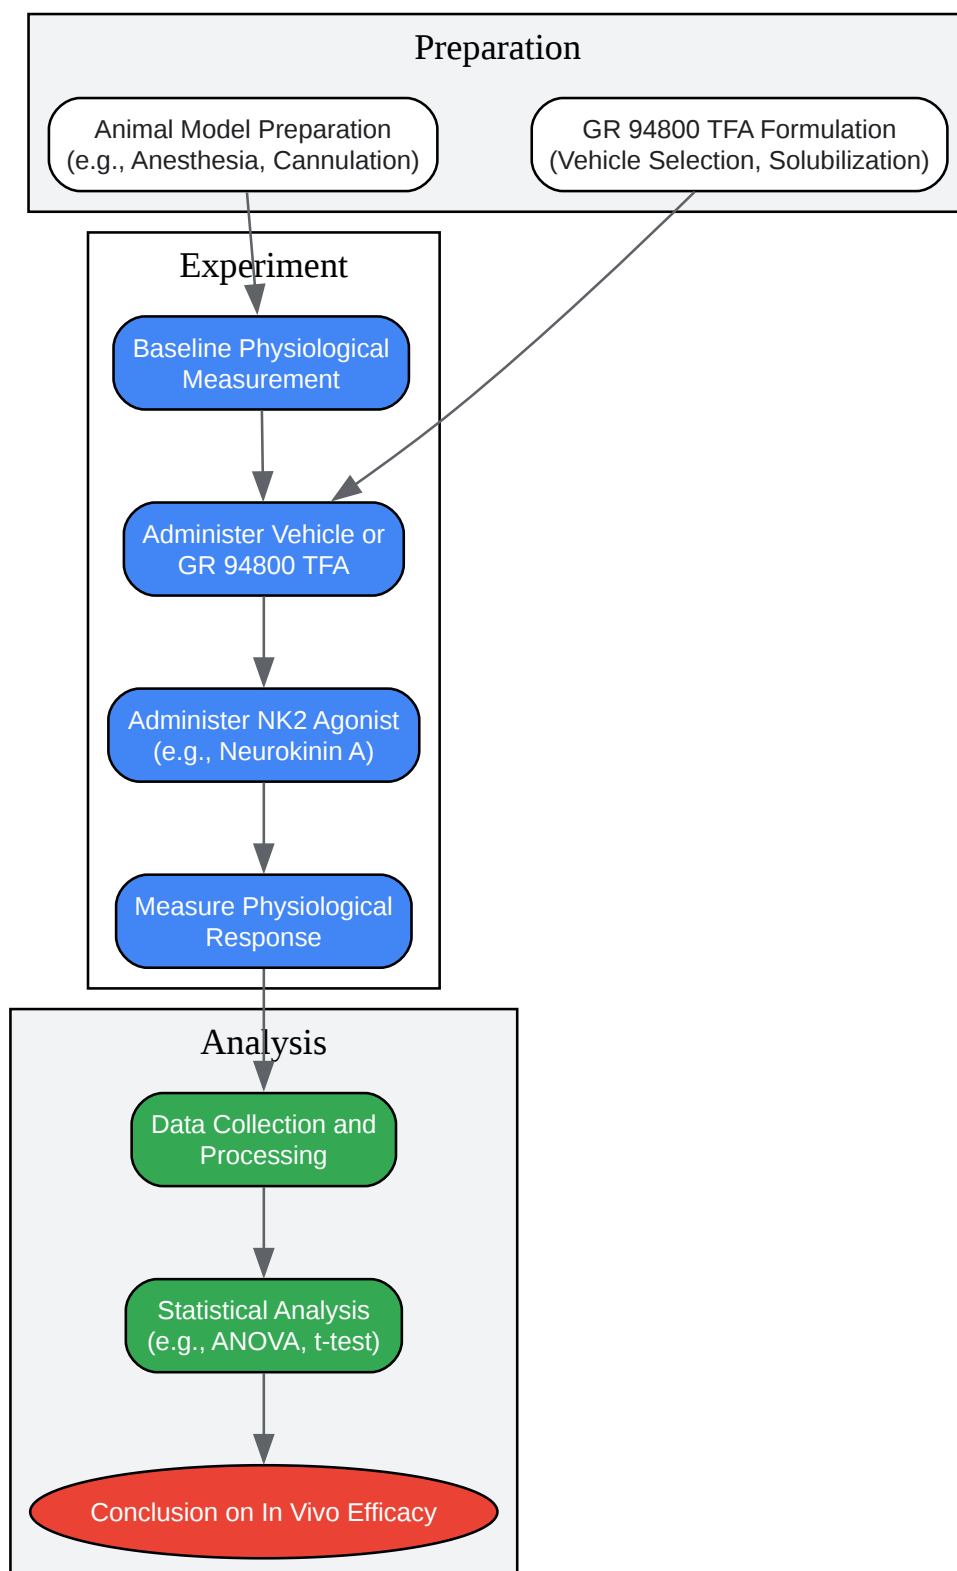 Preparation
Animal Model Preparation
(e.g., Anesthesia, Cannulation)
GR 94800 TFA Formulation
(Vehicle Selection, Solubilization)
Experiment
Baseline Physiological
Measurement
Administer Vehicle or
GR 94800 TFA
Administer NK2 Agonist
(e.g., Neurokinin A)
Measure Physiological
Response
Analysis
Data Collection and
Processing
Statistical Analysis
(e.g., ANOVA, t-test)
Conclusion on In Vivo Efficacy